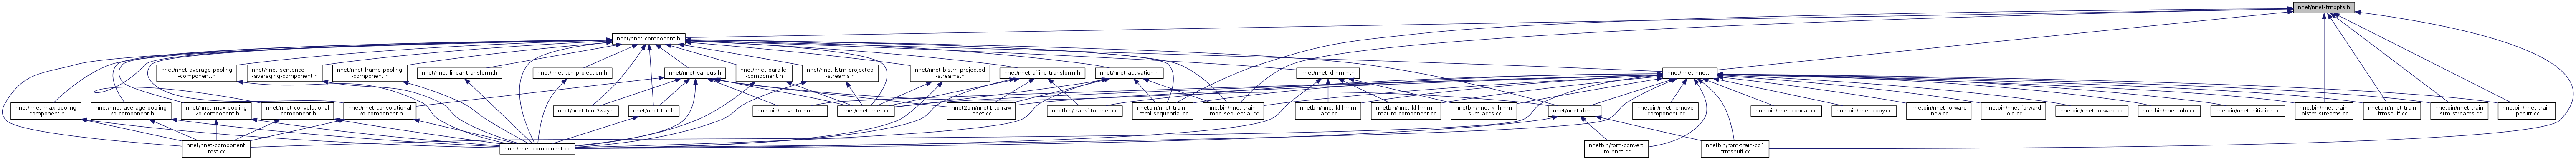 nnet/nnet-trnopts.h
nnet/nnet-component.h
nnet/nnet-average-pooling
-component.h
nnet/nnet-sentence
-averaging-component.h
nnet/nnet-frame-pooling
-component.h
nnet/nnet-linear-transform.h
nnet/nnet-tcn-projection.h
nnet/nnet-various.h
nnet/nnet-parallel
-component.h
nnet/nnet-lstm-projected
-streams.h
nnet/nnet-blstm-projected
-streams.h
nnet/nnet-affine-transform.h
nnet/nnet-activation.h
nnet/nnet-kl-hmm.h
nnet/nnet-nnet.h
nnet/nnet-max-pooling
-component.h
nnet/nnet-average-pooling
-2d-component.h
nnet/nnet-max-pooling
-2d-component.h
nnet/nnet-convolutional
-component.h
nnet/nnet-convolutional
-2d-component.h
nnet/nnet-tcn-3way.h
nnet/nnet-tcn.h
nnetbin/cmvn-to-nnet.cc
nnet/nnet-nnet.cc
nnet2bin/nnet1-to-raw
-nnet.cc
nnetbin/transf-to-nnet.cc
nnetbin/nnet-train
-mmi-sequential.cc
nnetbin/nnet-train
-mpe-sequential.cc
nnetbin/nnet-kl-hmm
-acc.cc
nnetbin/nnet-kl-hmm
-mat-to-component.cc
nnetbin/nnet-kl-hmm
-sum-accs.cc
nnet/nnet-rbm.h
nnetbin/nnet-remove
-component.cc
nnetbin/nnet-concat.cc
nnetbin/nnet-copy.cc
nnetbin/nnet-forward
-new.cc
nnetbin/nnet-forward
-old.cc
nnetbin/nnet-forward.cc
nnetbin/nnet-info.cc
nnetbin/nnet-initialize.cc
nnetbin/nnet-train
-blstm-streams.cc
nnetbin/nnet-train
-frmshuff.cc
nnetbin/nnet-train
-lstm-streams.cc
nnetbin/nnet-train
-perutt.cc
nnet/nnet-component
-test.cc
nnet/nnet-component.cc
nnetbin/rbm-convert
-to-nnet.cc
nnetbin/rbm-train-cd1
-frmshuff.cc